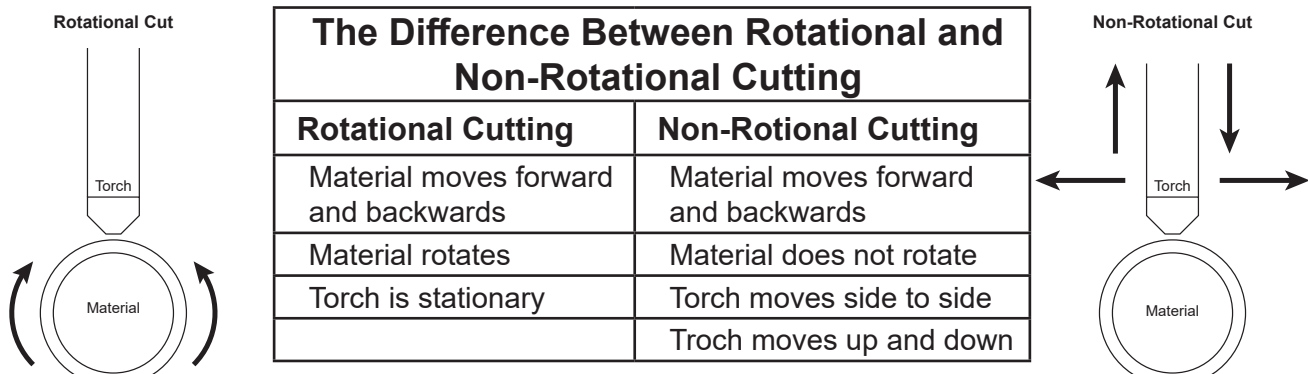 Rotational Cut
Torch
Material
The Difference Between Rotational and
Non-Rotational Cutting
Rotational Cutting
Non-Rotional Cutting
Material moves forward
and backwards
Material moves forward
and backwards
Material rotates
Material does not rotate
Torch is stationary
Torch moves side to side
Troch moves up and down
Non-Rotational Cut
Torch
Material